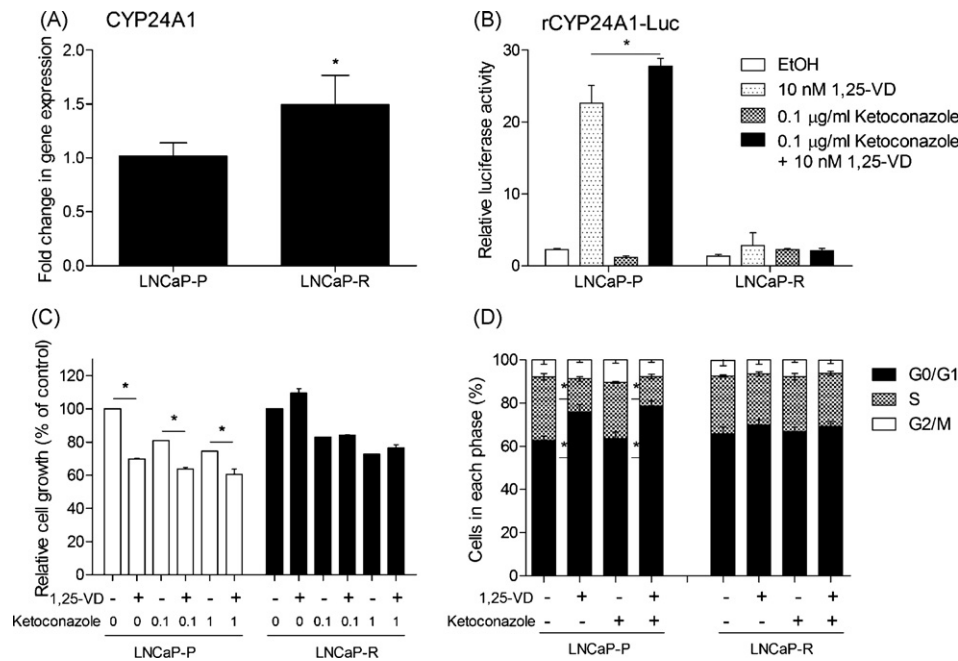 (A) CYP24A1
Fold change in gene expression
2.0
1.5
1.0
0.5
0.0
*
LNCaP-P LNCaP-R
(B) rCYP24A1-Luc
Relative luciferase activity
30
20
10
0
*
LNCaP-P LNCaP-R
EtOH
10 nM 1,25-VD
0.1 µg/ml Ketoconazole
0.1 µg/ml Ketoconazole
+ 10 nM 1,25-VD
(C)
Relative cell growth (% of control)
120
100
80
60
40
20
0
* * *
1,25-VD - + - + - + - + - + - +
Ketoconazole 0 0 0.1 0.1 1 1 0 0 0.1 0.1 1 1
LNCaP-P LNCaP-R
(D)
Cells in each phase (%)
100
80
60
40
20
0
* *
* *
1,25-VD - + - + - + - +
Ketoconazole - - + + - - + +
LNCaP-P LNCaP-R
G0/G1
S
G2/M